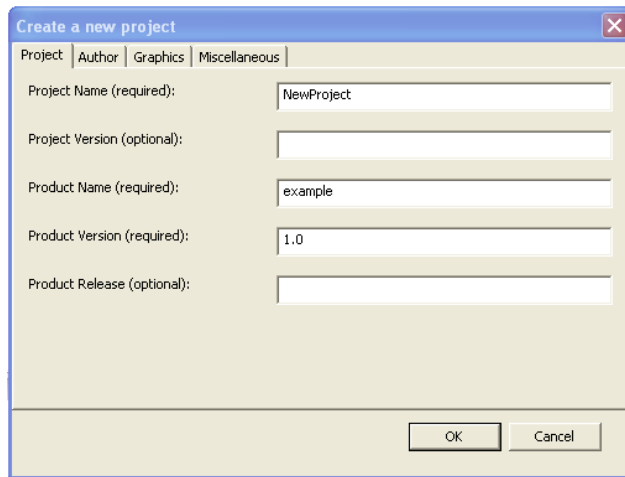 Create a new project
Project Author Graphics Miscellaneous
Project Name (required): NewProject
Project Version (optional):
Product Name (required): example
Product Version (required): 1.0
Product Release (optional):
OK Cancel